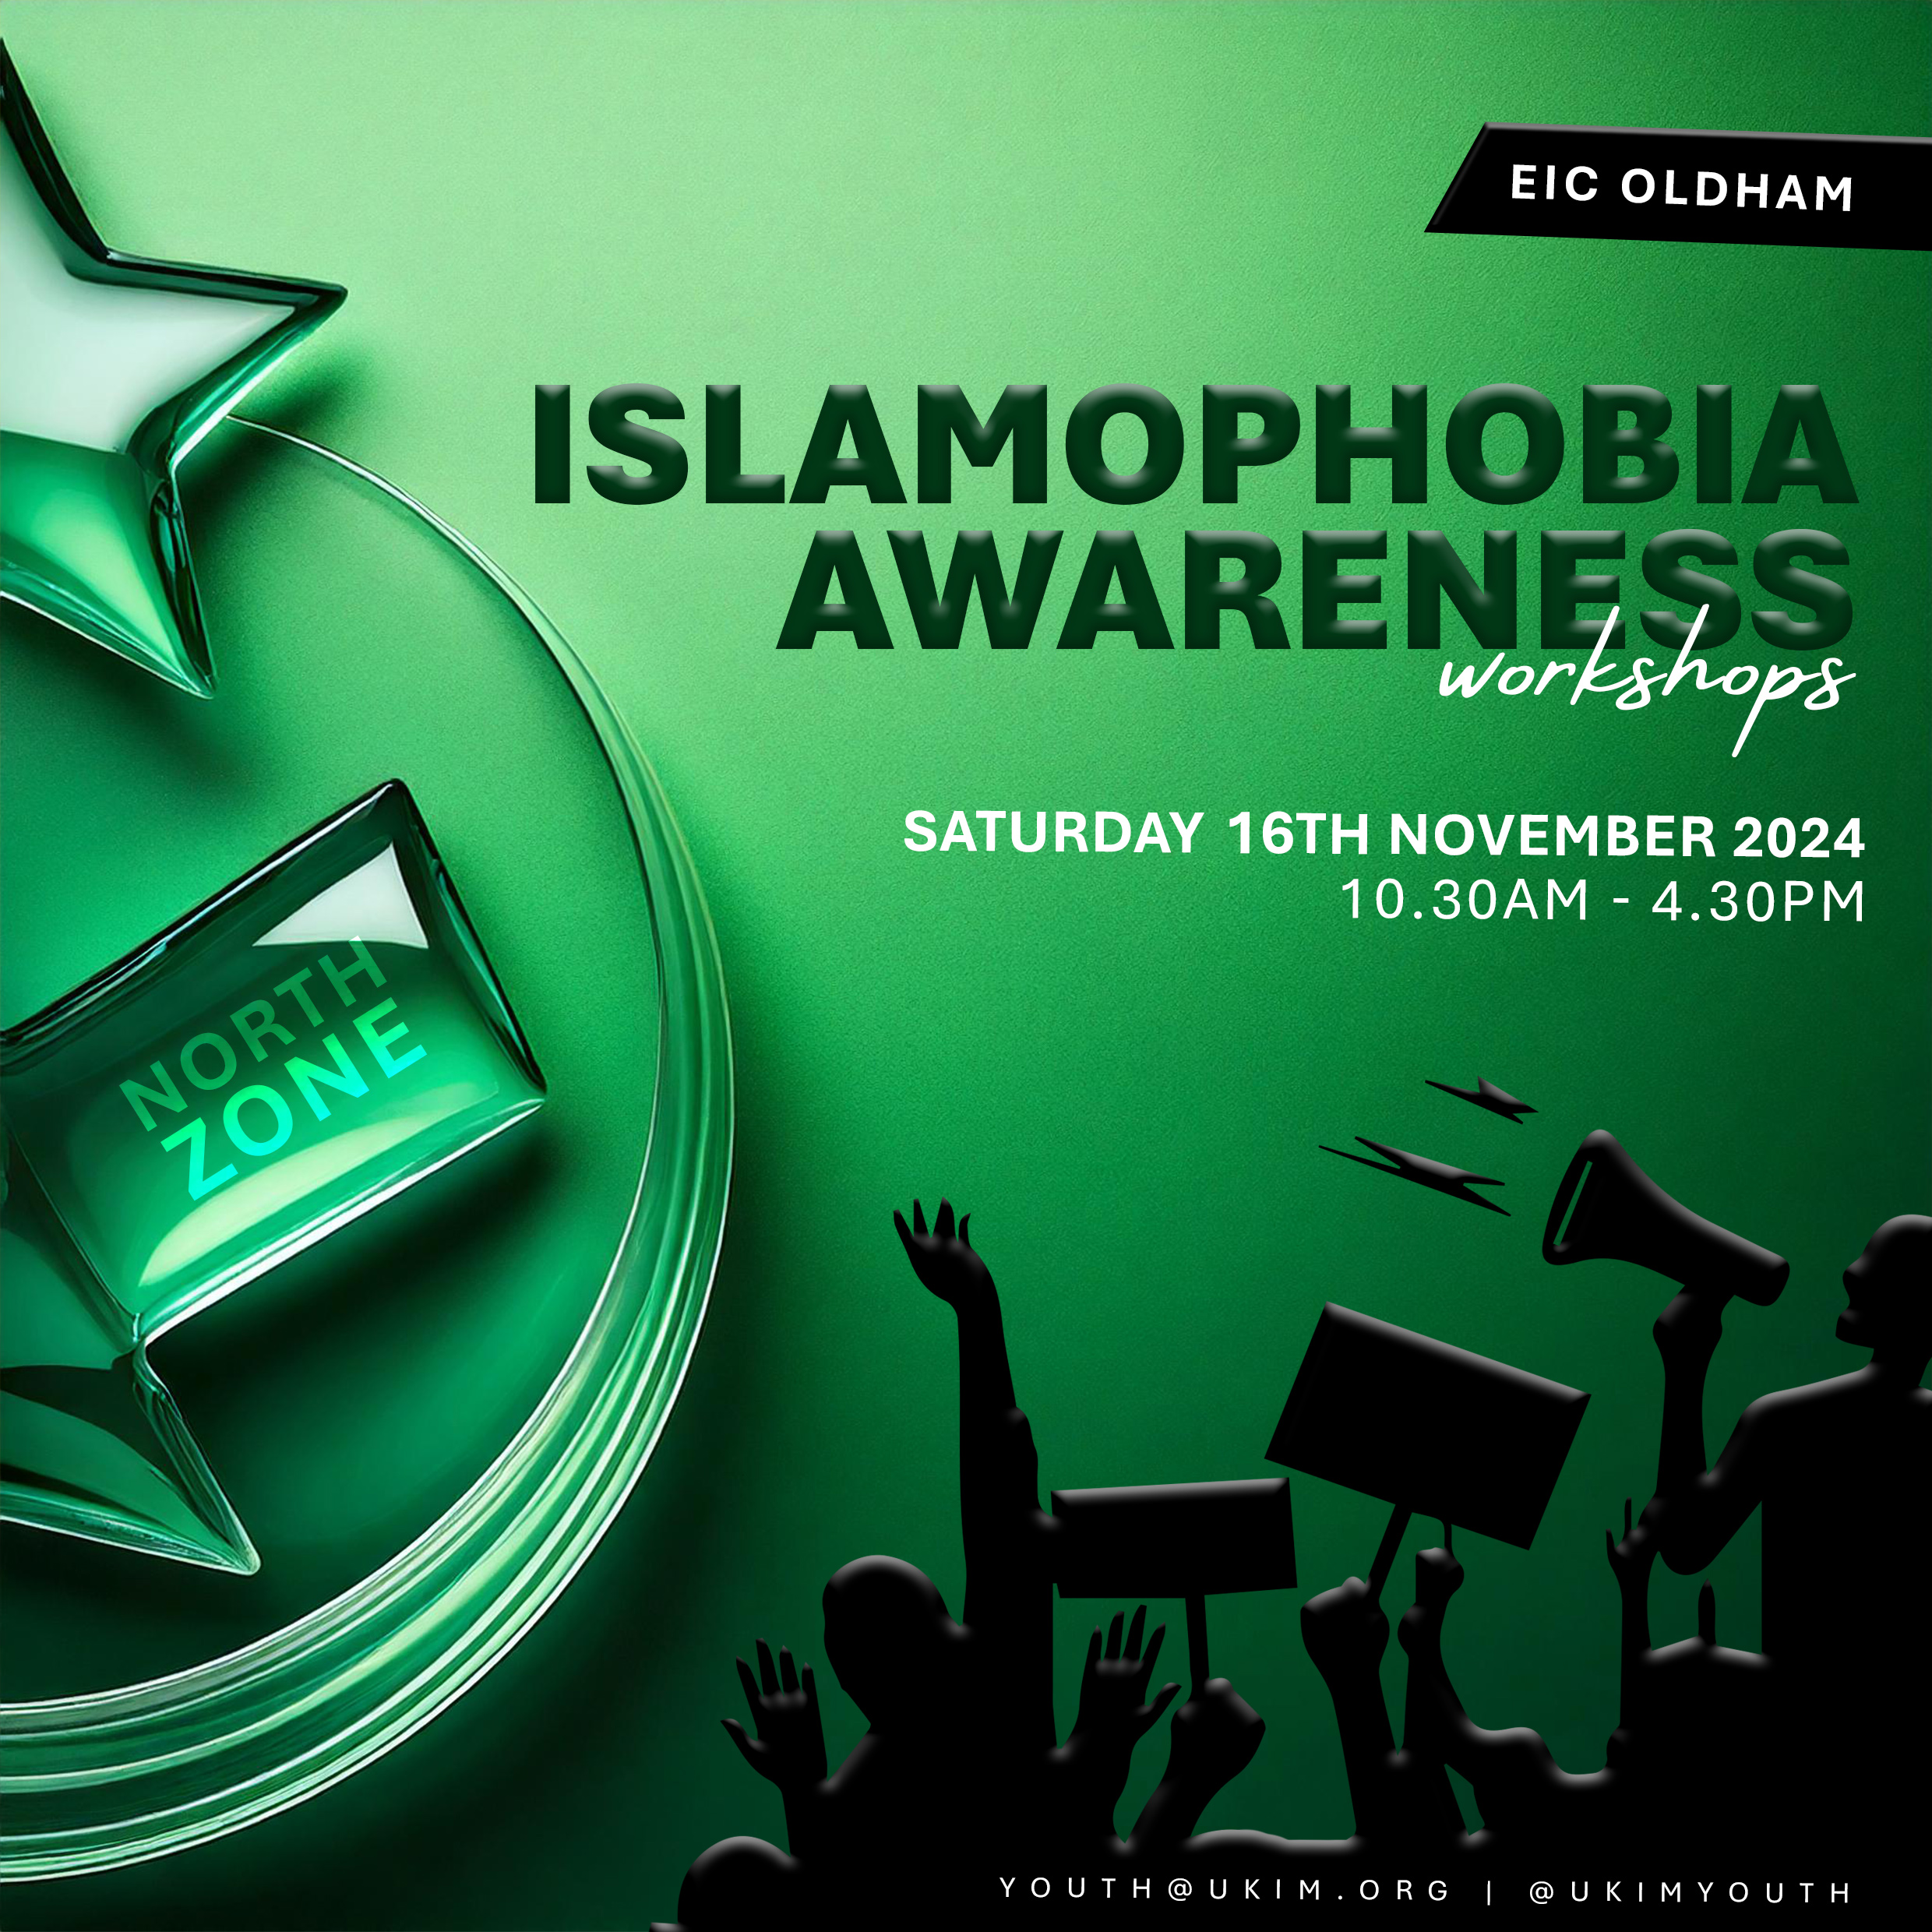 EIC OLDHAM
ISLAMOPHOBIA
AWARENESS
workshops
SATURDAY 16TH NOVEMBER 2024
10.30AM - 4.30PM
NORTH
ZONE
YOUTH@UKIM.ORG | @UKIMYOUTH